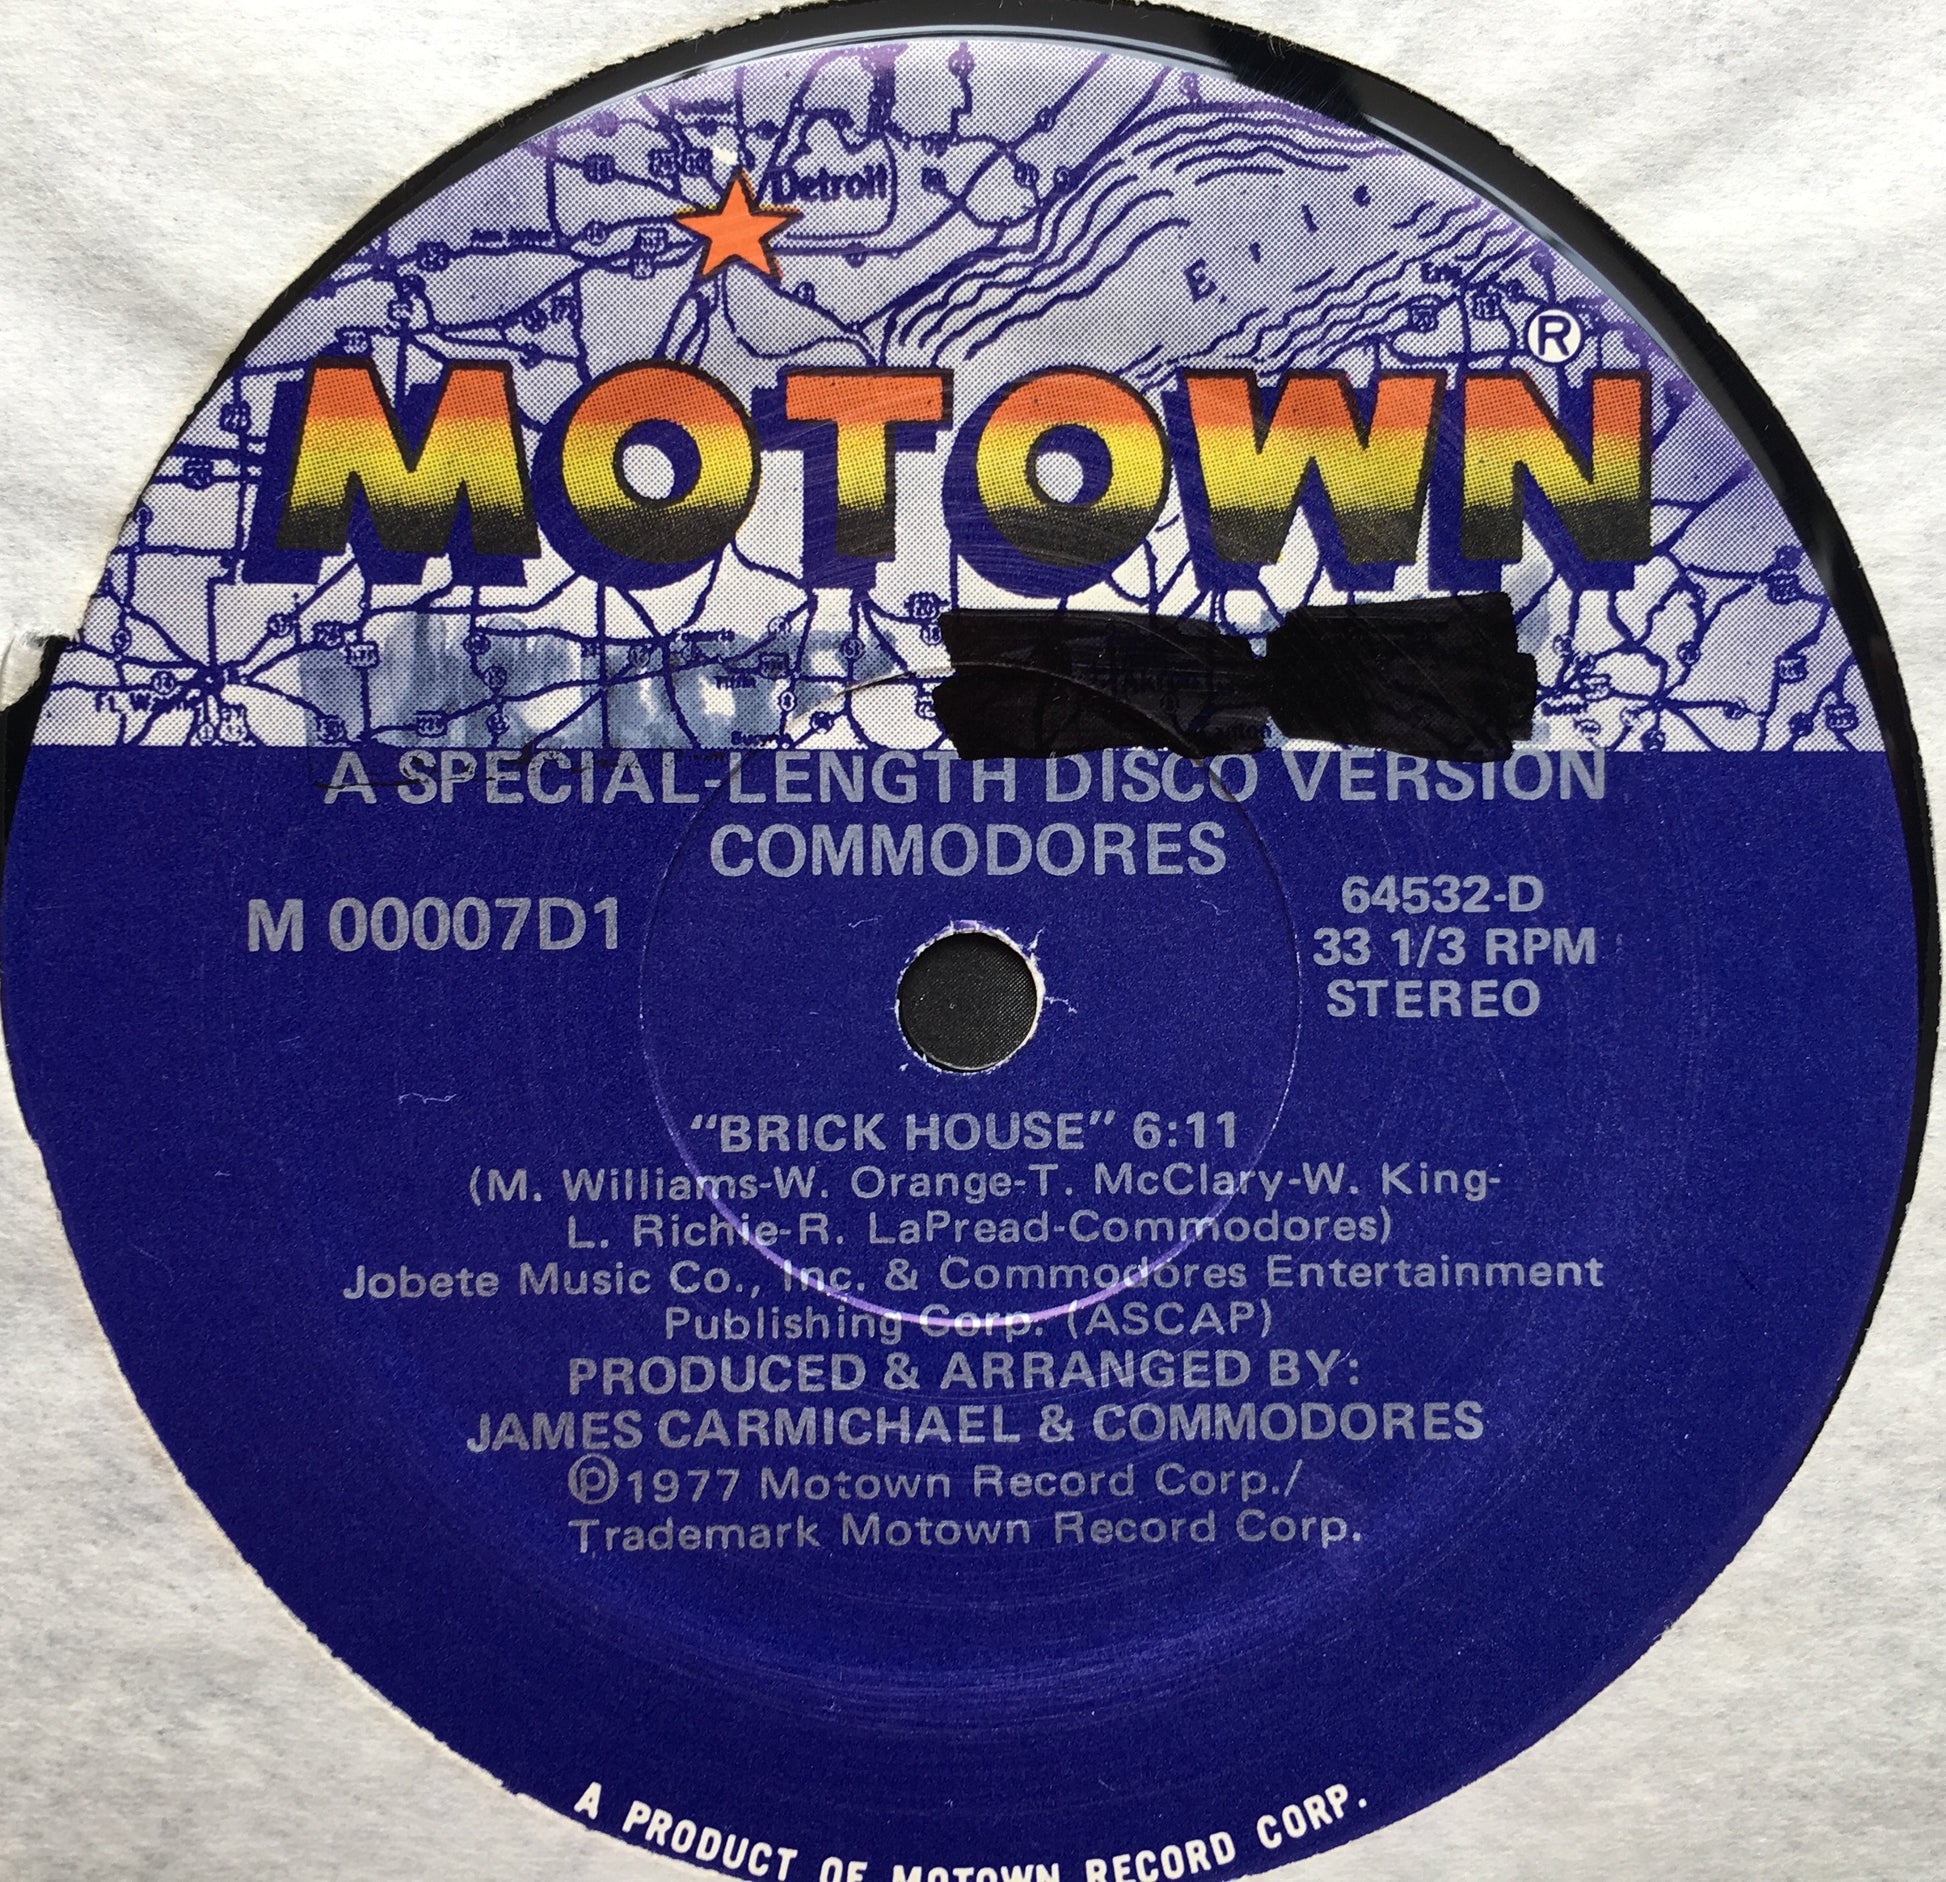 Detroit
Erie
Erie
®
MOTOWN
A SPECIAL-LENGTH DISCO VERSION
COMMODORES
M 00007D1
64532-D
33 1/3 RPM
STEREO
“BRICK HOUSE” 6:11
(M. Williams-W. Orange-T. McClary-W. King-
L. Richie-R. LaPread-Commodores)
Jobete Music Co., Inc. & Commodores Entertainment
Publishing Corp. (ASCAP)
PRODUCED & ARRANGED BY:
JAMES CARMICHAEL & COMMODORES
℗1977 Motown Record Corp./
Trademark Motown Record Corp.
A PRODUCT OF MOTOWN RECORD CORP.